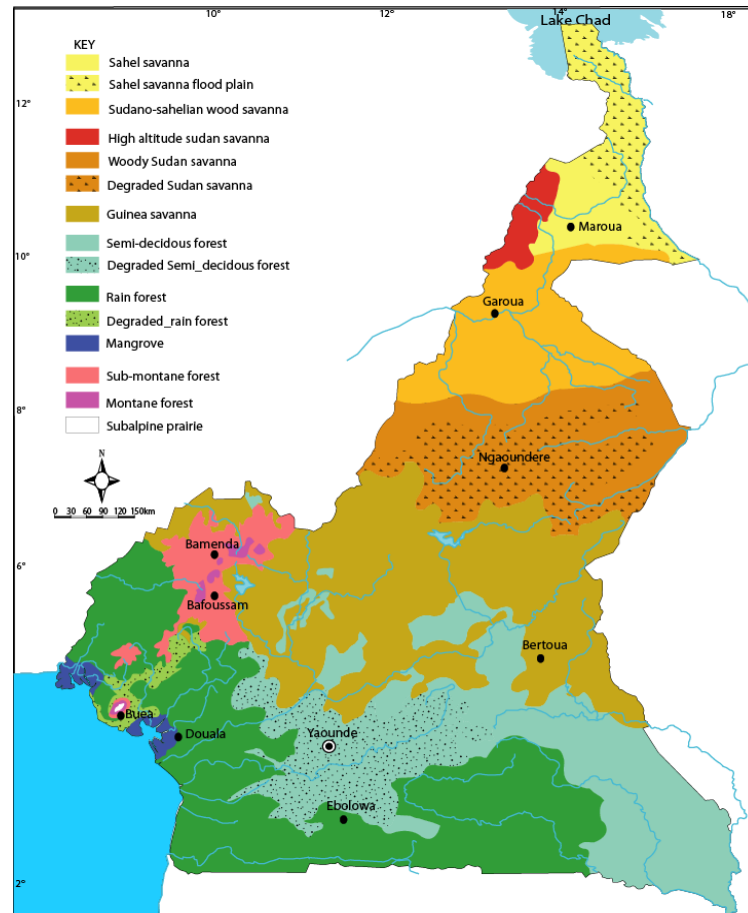 10°
12°
14°
18°
Lake Chad
KEY
Sahel savanna
Sahel savanna flood plain
Sudano-sahelian wood savanna
High altitude sudan savanna
Woody Sudan savanna
Degraded Sudan savanna
Guinea savanna
Semi-decidous forest
Degraded Semi_decidous forest
Rain forest
Degraded_rain forest
Mangrove
Sub-montane forest
Montane forest
Subalpine prairie
N
0 30 60 90 120 150km
12°
10°
8°
6°
4°
2°
Maroua
Garoua
Ngaoundere
Bamenda
Bafoussam
Bertoua
Buea
Douala
Yaounde
Ebolowa